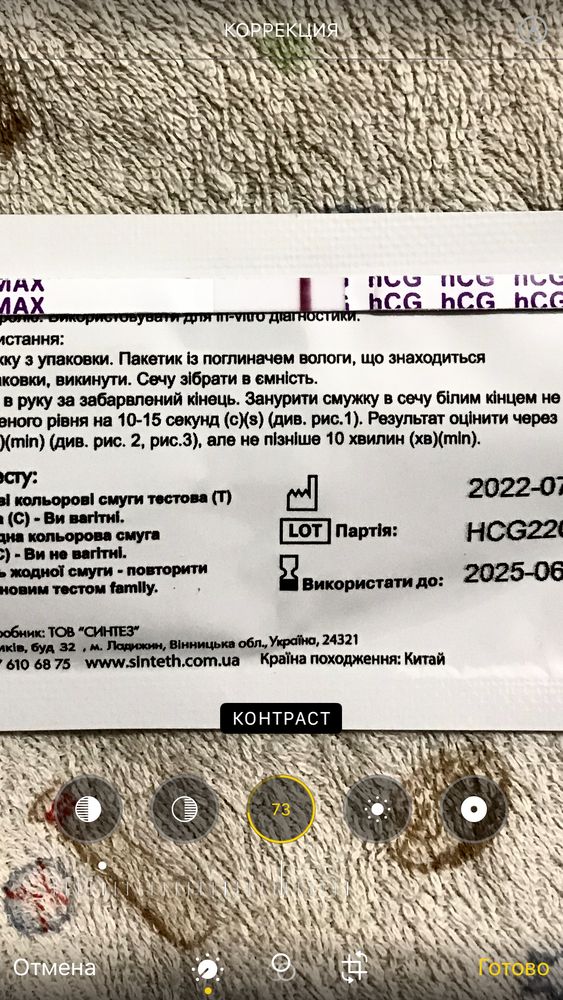 КОРРЕКЦИЯ
MAX hCG hCG hCG
MAX hCG hCG hCG
Використовувати для in-vitro діагностики.
истання:
жку з упаковки. Пакетик із поглиначем вологи, що знаходиться
аковки, викинути. Сечу зібрати в ємність.
в руку за забарвлений кінець. Занурити смужку в сечу білим кінцем не
еного рівня на 10-15 секунд (с)(s) (див. рис.1). Результат оцінити через
)(min) (див. рис. 2, рис.3), але не пізніше 10 хвилин (хв)(min).
есту:
ві кольорові смуги тестова (Т)
а (С) - Ви вагітні.
дна кольорова смуга
С) - Ви не вагітні.
ь жодної смуги - повторити
новим тестом family.
2022-07
LOT Партія: HCG220
Використати до: 2025-06
робник: ТОВ "СИНТЕЗ"
иків, буд 32 , м. Ладижин, Вінницька обл., Україна, 24321
7 610 68 75 www.sinteth.com.ua Країна походження: Китай
КОНТРАСТ
73
Отмена Готово